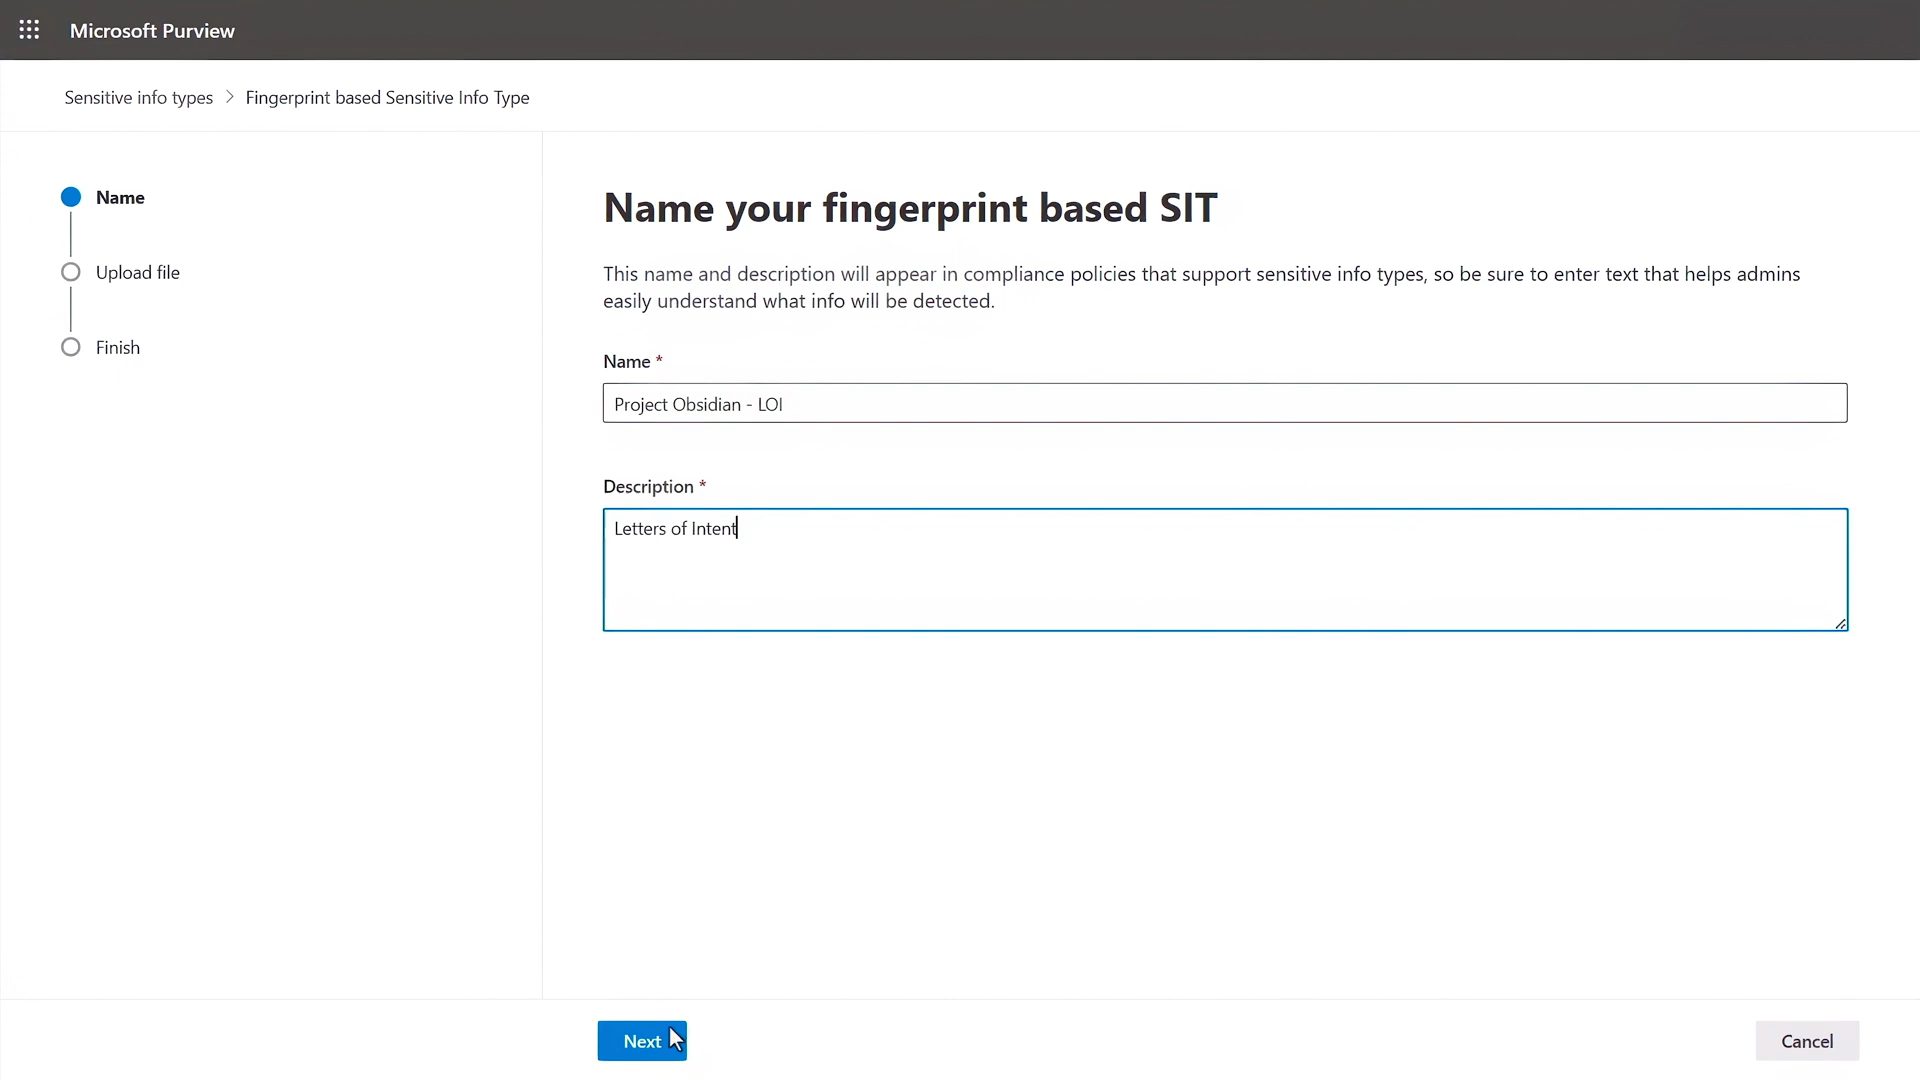 Microsoft Purview
Sensitive info types > Fingerprint based Sensitive Info Type
Name
Upload file
Finish
Name your fingerprint based SIT
This name and description will appear in compliance policies that support sensitive info types, so be sure to enter text that helps admins
easily understand what info will be detected.
Name *
Project Obsidian - LOI
Description *
Letters of Intent
Next
Cancel